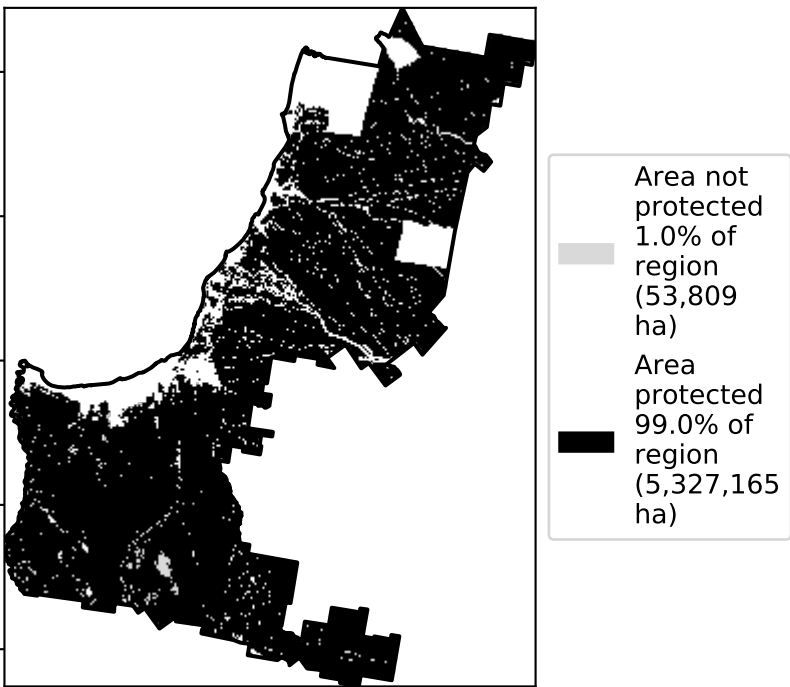 Area not
protected
1.0% of
region
(53,809
ha)
Area
protected
99.0% of
region
(5,327,165
ha)